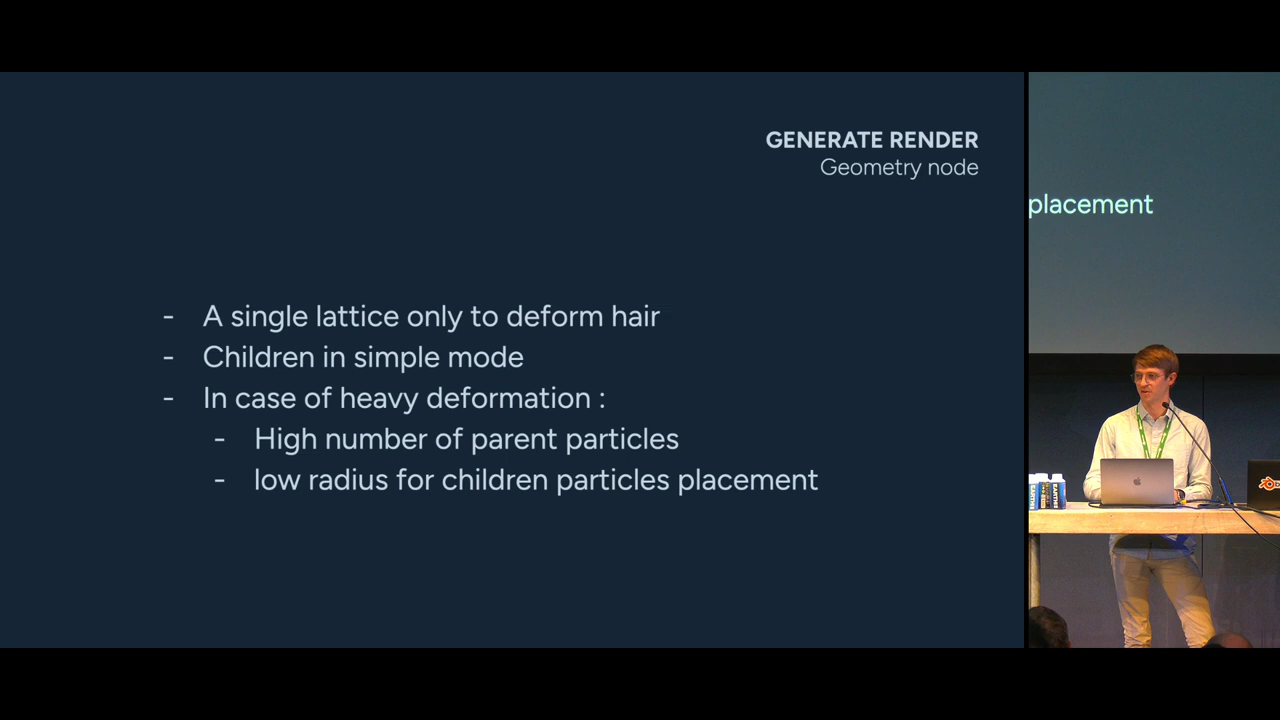 GENERATE RENDER
Geometry node
- A single lattice only to deform hair
- Children in simple mode
- In case of heavy deformation :
- High number of parent particles
- low radius for children particles placement
placement